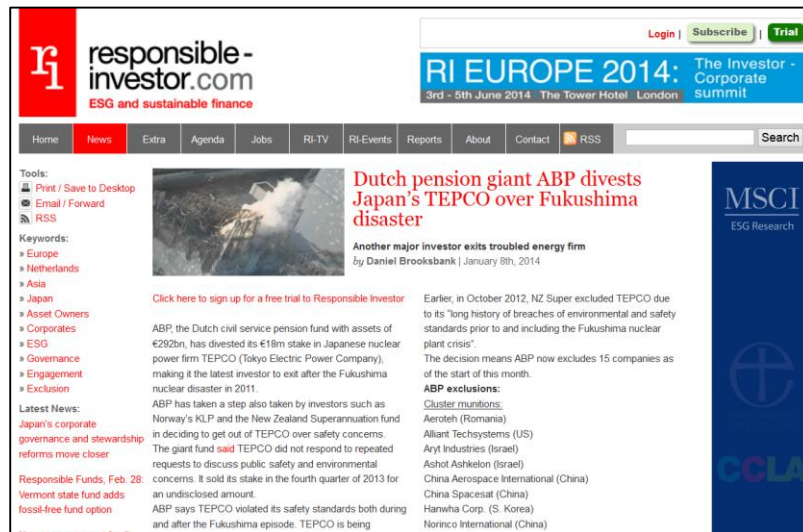 ri
responsible-
investor.com
ESG and sustainable finance
Login | Subscribe | Trial
RI EUROPE 2014:
3rd - 5th June 2014 The Tower Hotel London
The Investor -
Corporate
summit
Home News Extra Agenda Jobs RI-TV RI-Events Reports About Contact RSS Search
Tools:
Print / Save to Desktop
Email / Forward
RSS
Keywords:
» Europe
» Netherlands
» Asia
» Japan
» Asset Owners
» Corporates
» ESG
» Governance
» Engagement
» Exclusion
Latest News:
Japan's corporate
governance and stewardship
reforms move closer
Responsible Funds, Feb. 28:
Vermont state fund adds
fossil-free fund option
Dutch pension giant ABP divests
Japan's TEPCO over Fukushima
disaster
Another major investor exits troubled energy firm
by Daniel Brooksbank | January 8th, 2014
Click here to sign up for a free trial to Responsible Investor
ABP, the Dutch civil service pension fund with assets of
€292bn, has divested its €18m stake in Japanese nuclear
power firm TEPCO (Tokyo Electric Power Company),
making it the latest investor to exit after the Fukushima
nuclear disaster in 2011.
ABP has taken a step also taken by investors such as
Norway's KLP and the New Zealand Superannuation fund
in deciding to get out of TEPCO over safety concerns.
The giant fund said TEPCO did not respond to repeated
requests to discuss public safety and environmental
concerns. It sold its stake in the fourth quarter of 2013 for
an undisclosed amount.
ABP says TEPCO violated its safety standards both during
and after the Fukushima episode. TEPCO is being
Earlier, in October 2012, NZ Super excluded TEPCO due
to its "long history of breaches of environmental and safety
standards prior to and including the Fukushima nuclear
plant crisis".
The decision means ABP now excludes 15 companies as
of the start of this month.
ABP exclusions:
Cluster munitions:
Aeroteh (Romania)
Alliant Techsystems (US)
Aryt Industries (Israel)
Ashot Ashkelon (Israel)
China Aerospace International (China)
China Spacesat (China)
Hanwha Corp. (S. Korea)
Norinco International (China)
MSCI
ESG Research
CCLA